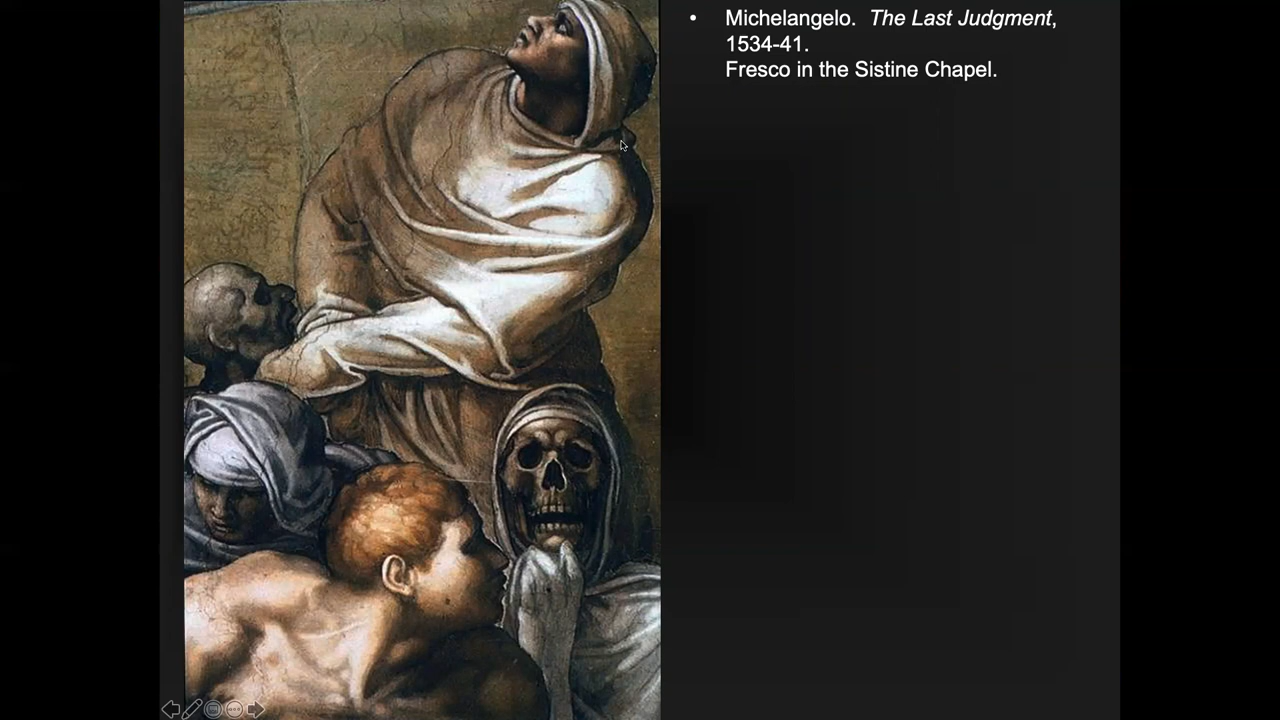 • Michelangelo. The Last Judgment,
1534-41.
Fresco in the Sistine Chapel.